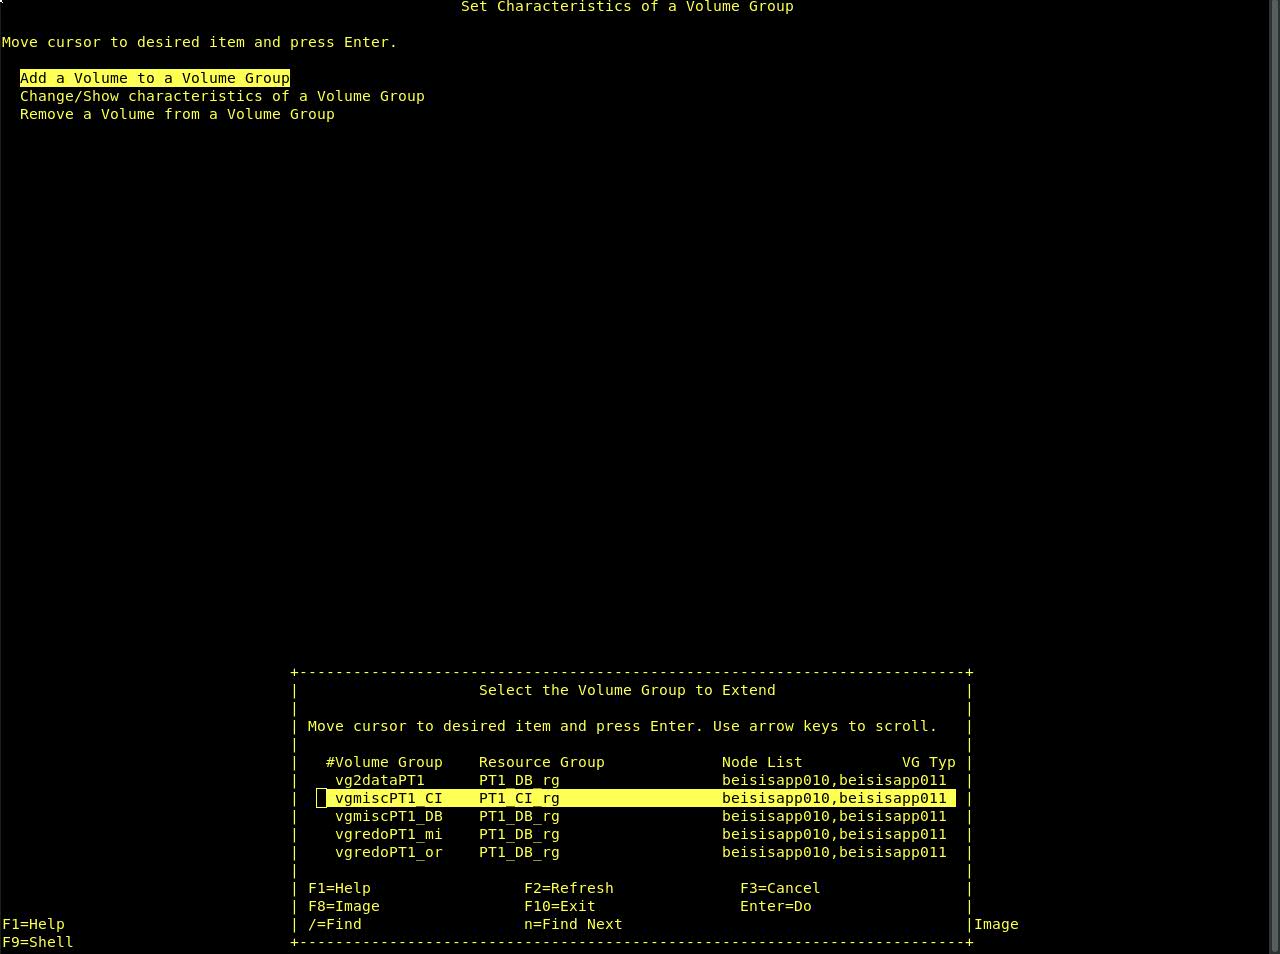 Set Characteristics of a Volume Group
Move cursor to desired item and press Enter.
Add a Volume to a Volume Group
Change/Show characteristics of a Volume Group
Remove a Volume from a Volume Group
+--------------------------------------------------------------------------+
| Select the Volume Group to Extend |
| |
| Move cursor to desired item and press Enter. Use arrow keys to scroll. |
| |
| #Volume Group Resource Group Node List VG Typ |
| vg2dataPT1 PT1_DB_rg beisisapp010,beisisapp011 |
| vgmiscPT1_CI PT1_CI_rg beisisapp010,beisisapp011 |
| vgmiscPT1_DB PT1_DB_rg beisisapp010,beisisapp011 |
| vgredoPT1_mi PT1_DB_rg beisisapp010,beisisapp011 |
| vgredoPT1_or PT1_DB_rg beisisapp010,beisisapp011 |
| |
| F1=Help F2=Refresh F3=Cancel |
| F8=Image F10=Exit Enter=Do |
F1=Help | /=Find n=Find Next |Image
F9=Shell +--------------------------------------------------------------------------+